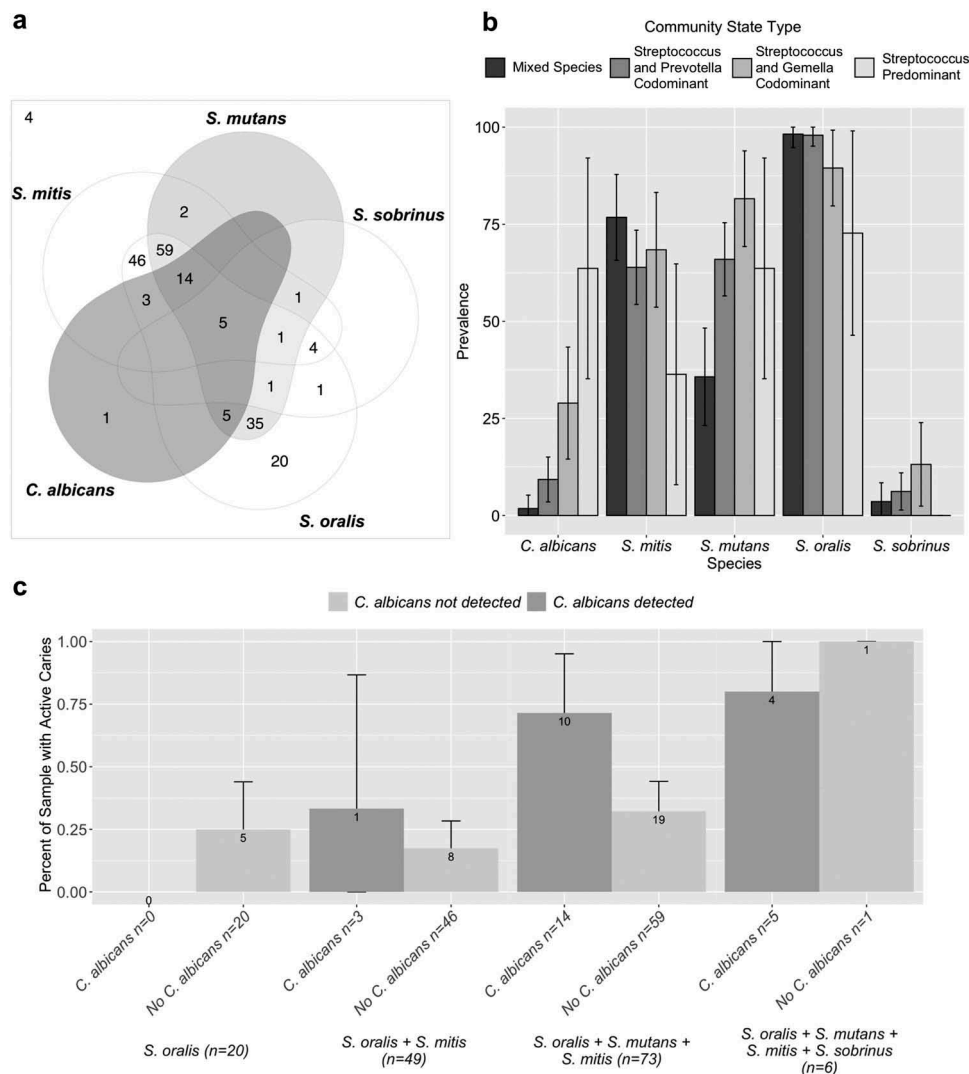 a
4
S. mutans
S. mitis
S. sobrinus
2
59
46
14
3
1
5
1
4
1
1
1
5
35
20
C. albicans
S. oralis
b
Community State Type
Mixed Species
Streptococcus
and Prevotella
Codominant
Streptococcus
and Gemella
Codominant
Streptococcus
Predominant
Prevalence
100
75
50
25
0
C. albicans
S. mitis
S. mutans
S. oralis
S. sobrinus
Species
c
C. albicans not detected
C. albicans detected
Percent of Sample with Active Caries
1.00
0.75
0.50
0.25
0.00
0
5
1
8
10
19
4
1
C. albicans n=0
No C. albicans n=20
C. albicans n=3
No C. albicans n=46
C. albicans n=14
No C. albicans n=59
C. albicans n=5
No C. albicans n=1
S. oralis (n=20)
S. oralis + S. mitis
(n=49)
S. oralis + S. mutans +
S. mitis (n=73)
S. oralis + S. mutans +
S. mitis + S. sobrinus
(n=6)